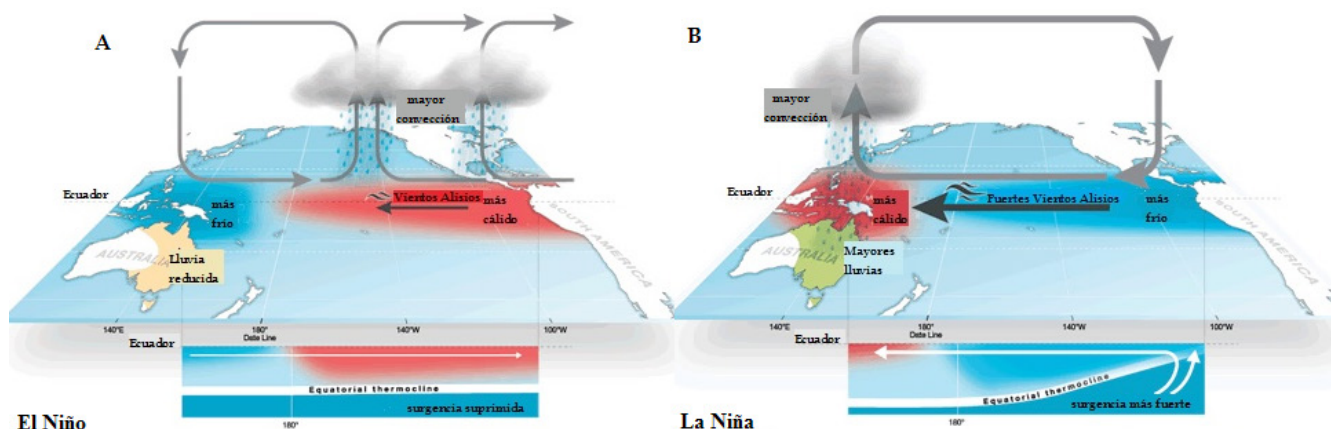 A
mayor
convección
Ecuador
más
frío
Vientos Alisios
más
cálido
AUSTRALIA
Lluvia
reducida
SOUTH AMERICA
140°E
180°
Date Line
140°W
100°W
Ecuador
Equatorial thermocline
surgencia suprimida
180°
El Niño
B
mayor
convección
Ecuador
más
cálido
Fuertes Vientos Alisios
más
frío
AUSTRALIA
Mayores
lluvias
SOUTH AMERICA
140°E
180°
Date Line
140°W
100°W
Ecuador
Equatorial thermocline
surgencia más fuerte
180°
La Niña